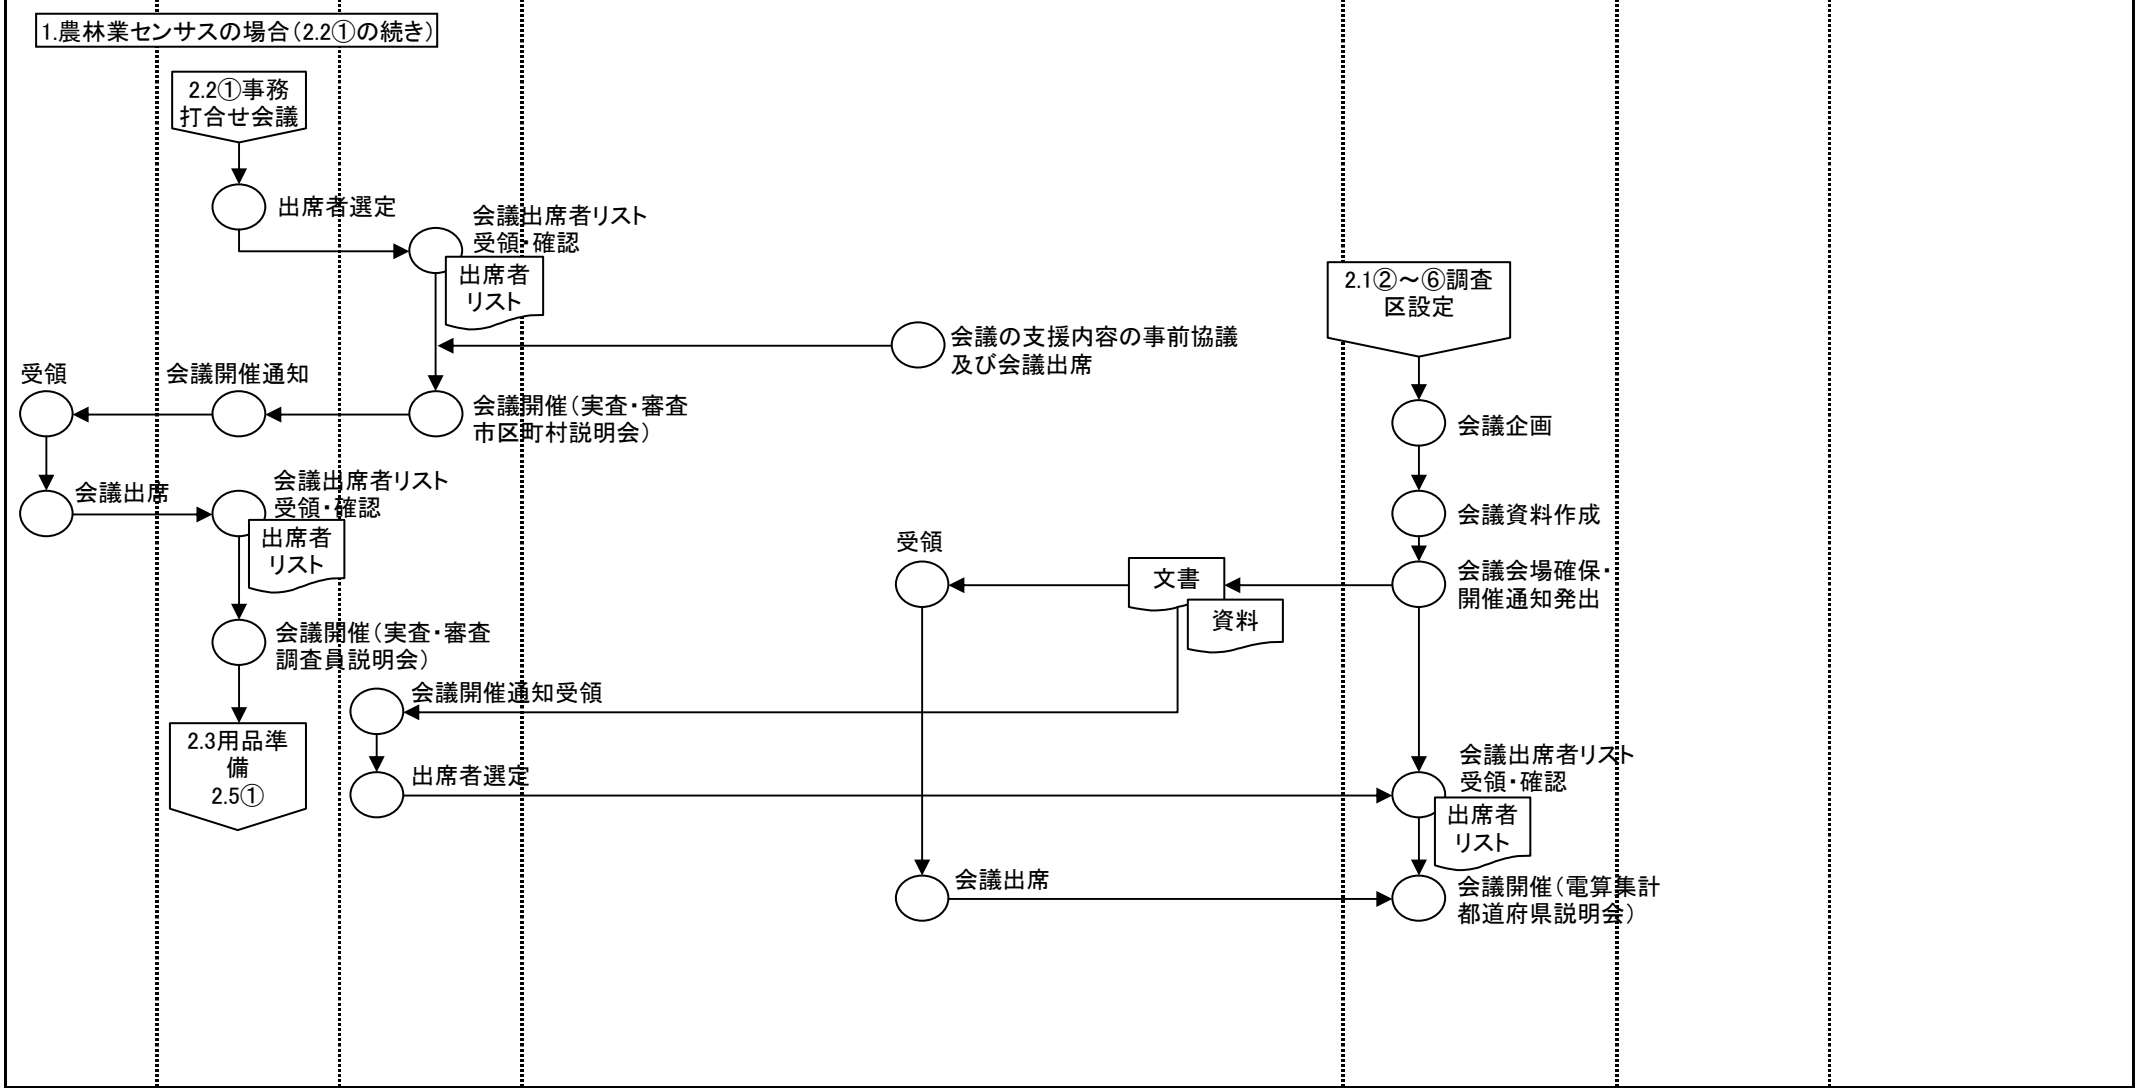 1.農林業センサスの場合(2.2①の続き)
2.2①事務
打合せ会議
出席者選定
会議出席者リスト
受領・確認
出席者
リスト
2.1②～⑥調査
区設定
会議の支援内容の事前協議
及び会議出席
受領
会議開催通知
会議開催(実査・審査
市区町村説明会)
会議企画
会議出席
会議出席者リスト
受領・確認
出席者
リスト
会議資料作成
受領
文書
資料
会議会場確保・
開催通知発出
会議開催(実査・審査
調査員説明会)
会議開催通知受領
2.3用品準
備
2.5①
出席者選定
会議出席者リスト
受領・確認
出席者
リスト
会議出席
会議開催(電算集計
都道府県説明会)